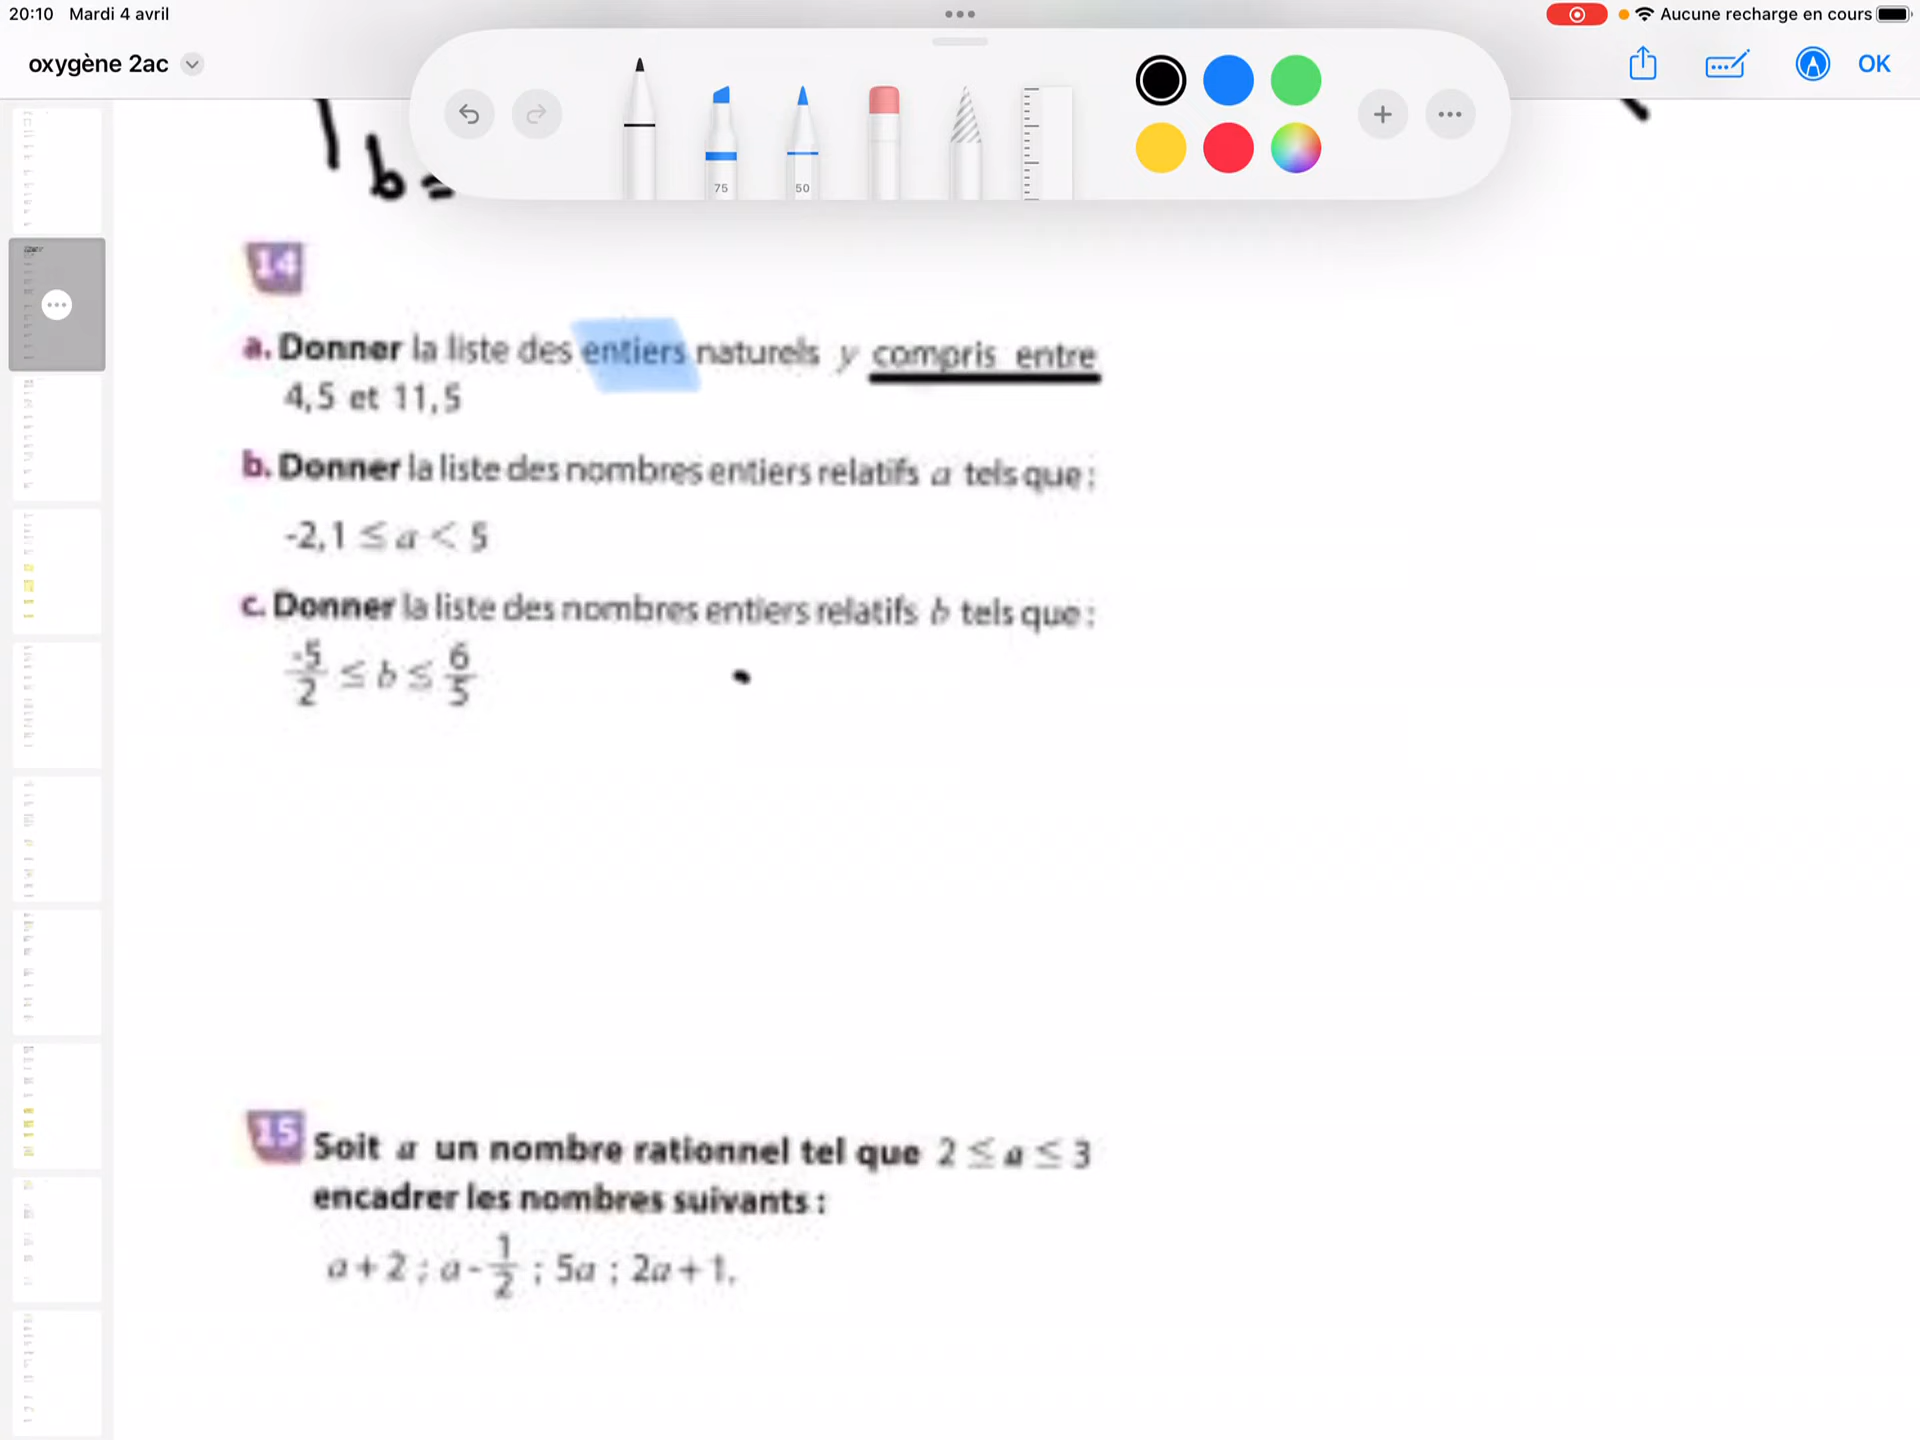 20:10 Mardi 4 avril
Aucune recharge en cours
oxygène 2ac
OK
75
50
b =
14
a. Donner la liste des entiers naturels y compris entre
4,5 et 11,5
b. Donner la liste des nombres entiers relatifs a tels que :
-2,1 ≤ a < 5
c. Donner la liste des nombres entiers relatifs b tels que :
-5/2 ≤ b ≤ 6/5
15 Soit a un nombre rationnel tel que 2 ≤ a ≤ 3
encadrer les nombres suivants :
a + 2 ; a - 1/2 ; 5a ; 2a + 1.